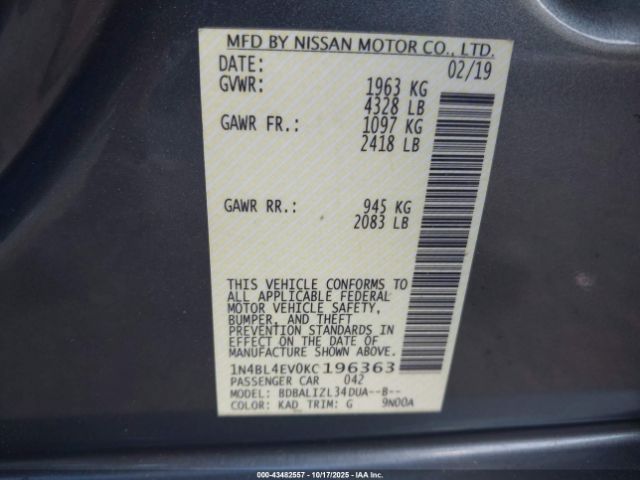 MFD BY NISSAN MOTOR CO., LTD.
DATE: 02/19
GVWR: 1963 KG
4328 LB
GAWR FR.: 1097 KG
2418 LB
GAWR RR.: 945 KG
2083 LB
THIS VEHICLE CONFORMS TO
ALL APPLICABLE FEDERAL
MOTOR VEHICLE SAFETY,
BUMPER, AND THEFT
PREVENTION STANDARDS IN
EFFECT ON THE DATE OF
MANUFACTURE SHOWN ABOVE.
1N4BL4EV0KC196363
PASSENGER CAR 042
MODEL: BDBALIZL34DUA--B--
COLOR: KAD TRIM: G 9N00A
© 43482557 - 10/17/2025 - IAA, Inc.